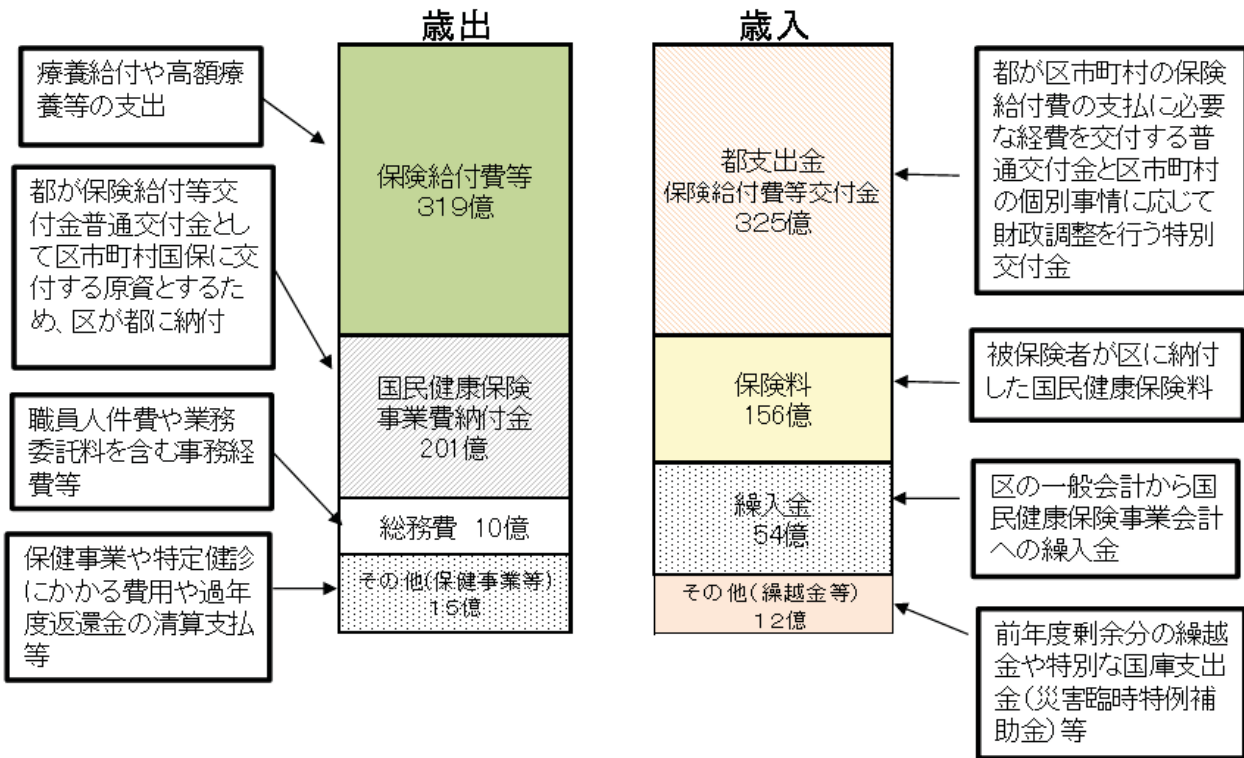 歳出
療養給付や高額療
養等の支出
保険給付費等
319億
都が保険給付等交
付金普通交付金とし
て区市町村国保に交
付する原資とするた
め、区が都に納付
国民健康保険
事業費納付金
201億
職員人件費や業務
委託料を含む事務経
費等
総務費 10億
保健事業や特定健診
にかかる費用や過年
度返還金の清算支払
等
その他(保健事業等)
15億
歳入
都支出金
保険給付費等交付金
325億
都が区市町村の保険
給付費の支払に必要
な経費を交付する普
通交付金と区市町村
の個別事情に応じて
財政調整を行う特別
交付金
保険料
156億
被保険者が区に納付
した国民健康保険料
繰入金
54億
区の一般会計から国
民健康保険事業会計
への繰入金
その他(繰越金等)
12億
前年度剰余分の繰越
金や特別な国庫支出
金(災害臨時特例補
助金)等